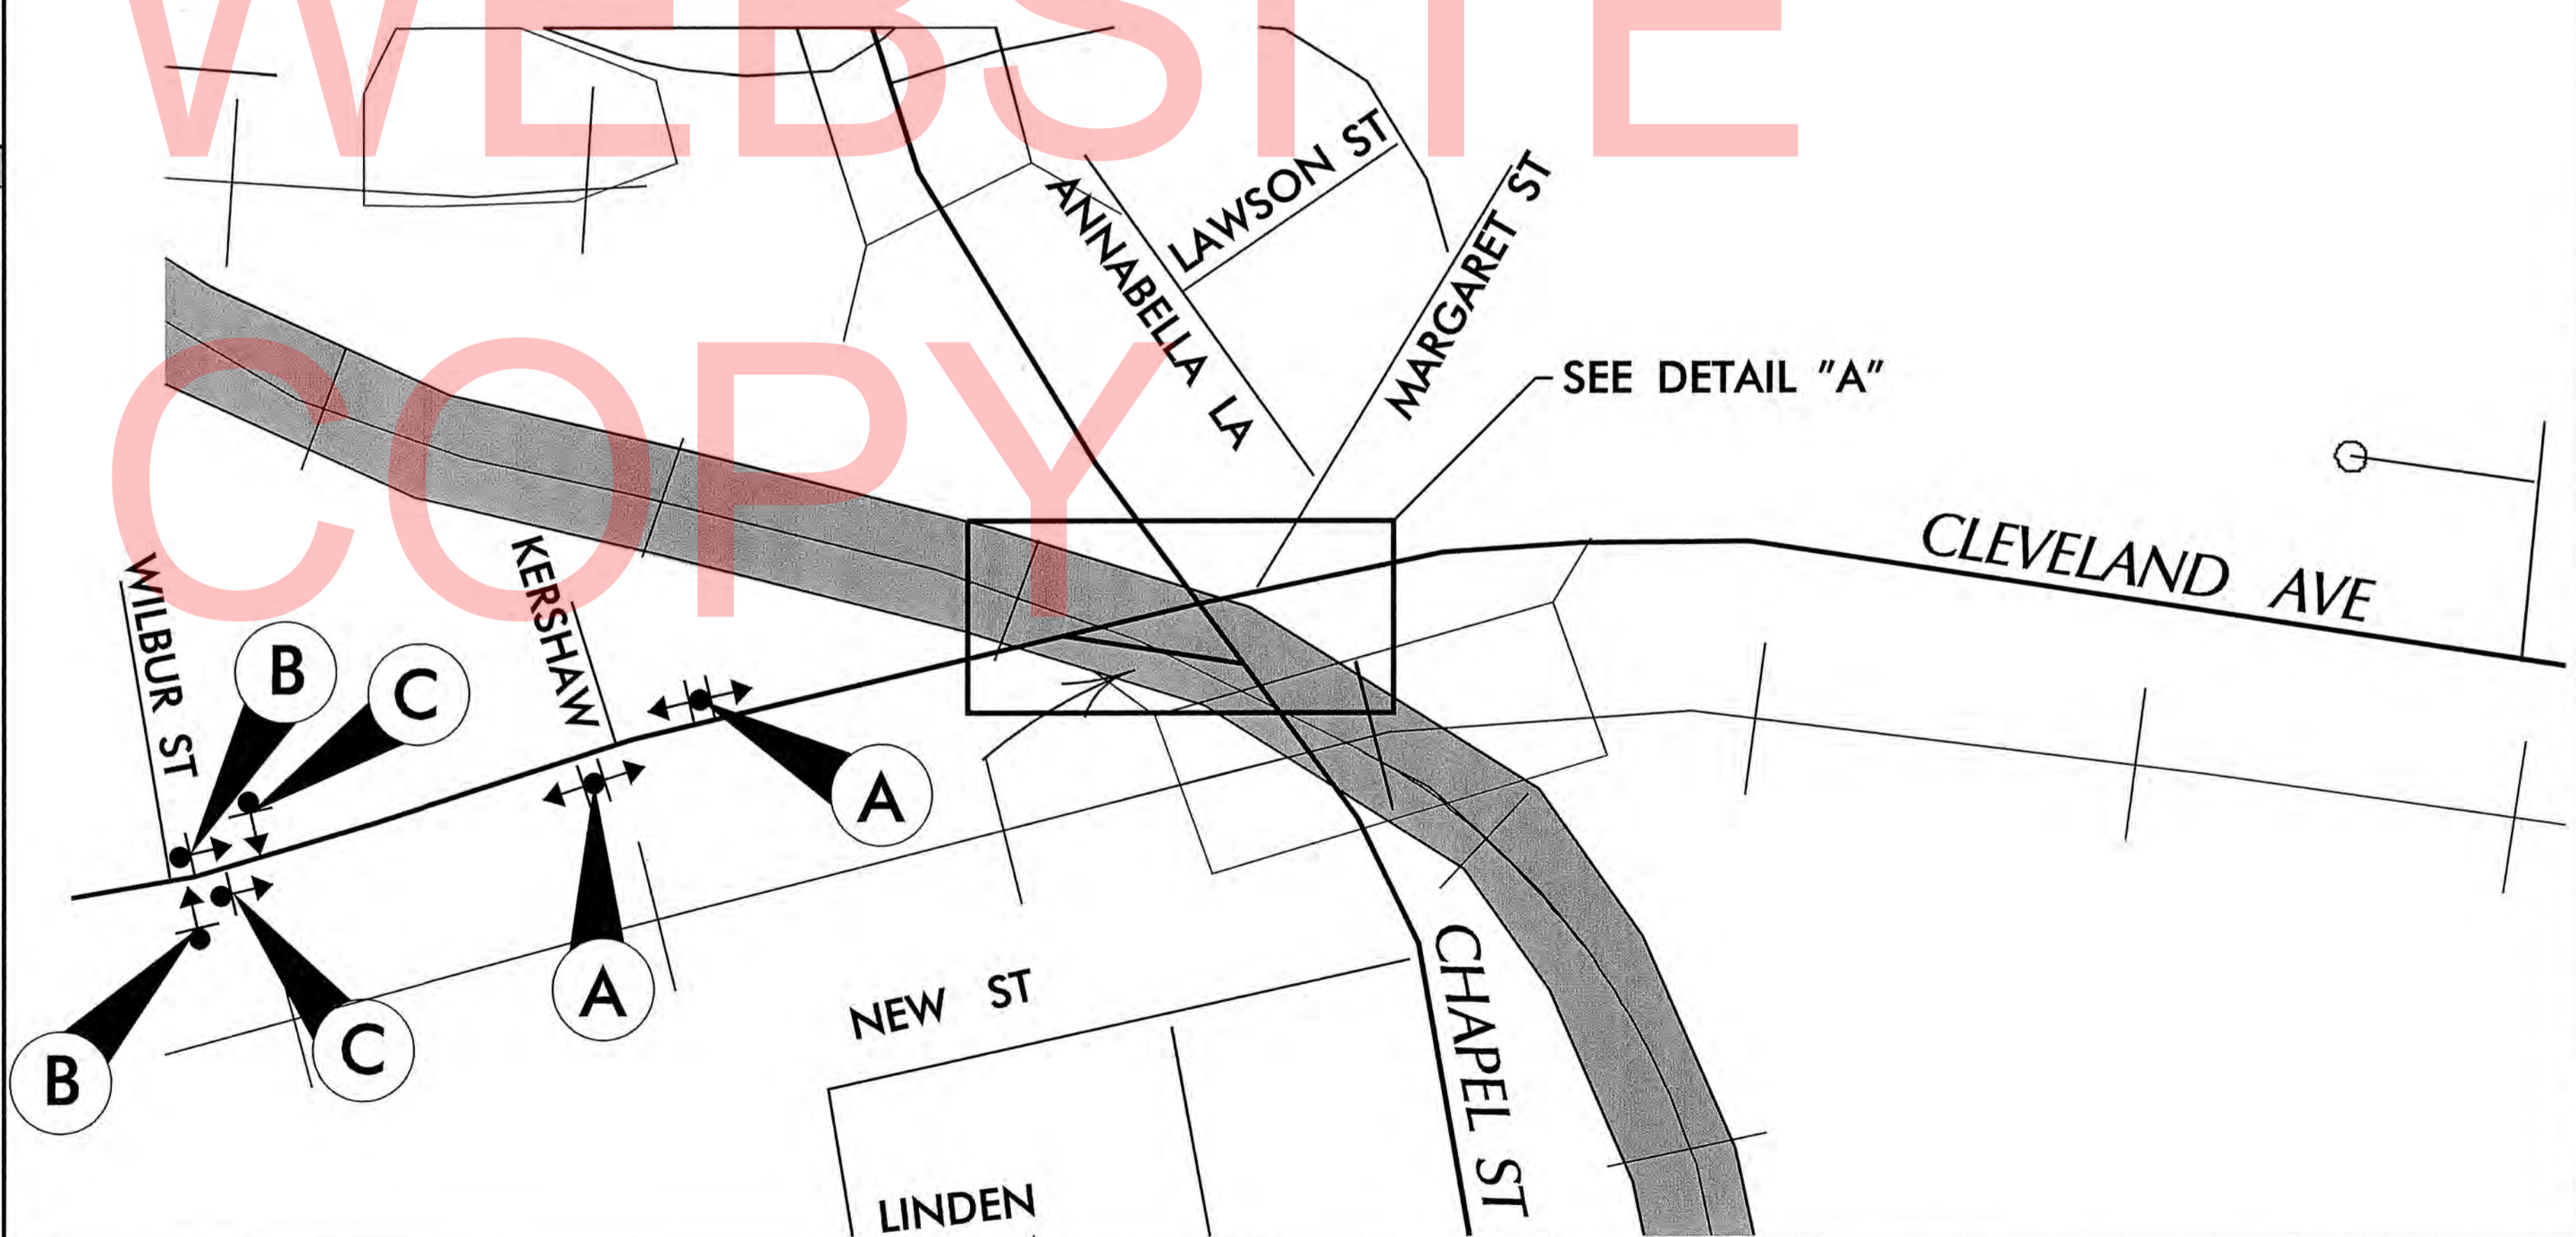 WEBSITE
COPY
ANNABELLA LA
LAWSON ST
MARGARET ST
SEE DETAIL "A"
CLEVELAND AVE
WILBUR ST
KERSHAW
B
C
A
A
B
C
NEW ST
CHAPEL ST
LINDEN